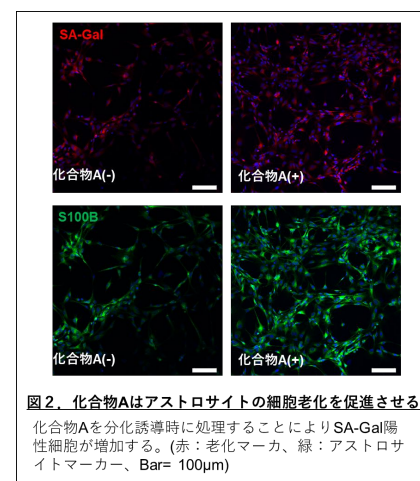 SA-Gal
化合物A(-)
化合物A(+)
S100B
化合物A(-)
化合物A(+)
図２．化合物Aはアストロサイトの細胞老化を促進させる
化合物Aを分化誘導時に処理することによりSA-Gal陽
性細胞が増加する。(赤：老化マーカ、緑：アストロサ
イトマーカー、Bar= 100μm)